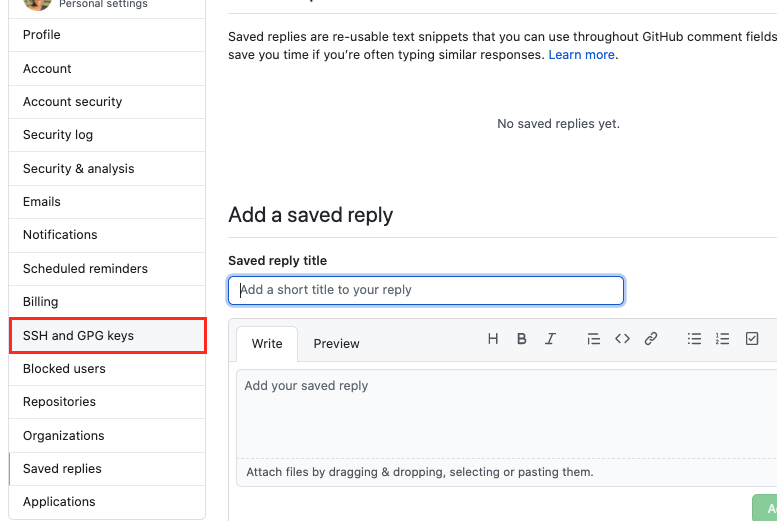 Personal settings
Profile
Account
Account security
Security log
Security & analysis
Emails
Notifications
Scheduled reminders
Billing
SSH and GPG keys
Blocked users
Repositories
Organizations
Saved replies
Applications
Saved replies are re-usable text snippets that you can use throughout GitHub comment fields
save you time if you’re often typing similar responses. Learn more.
No saved replies yet.
Add a saved reply
Saved reply title
Add a short title to your reply
Write Preview
Add your saved reply
Attach files by dragging & dropping, selecting or pasting them.